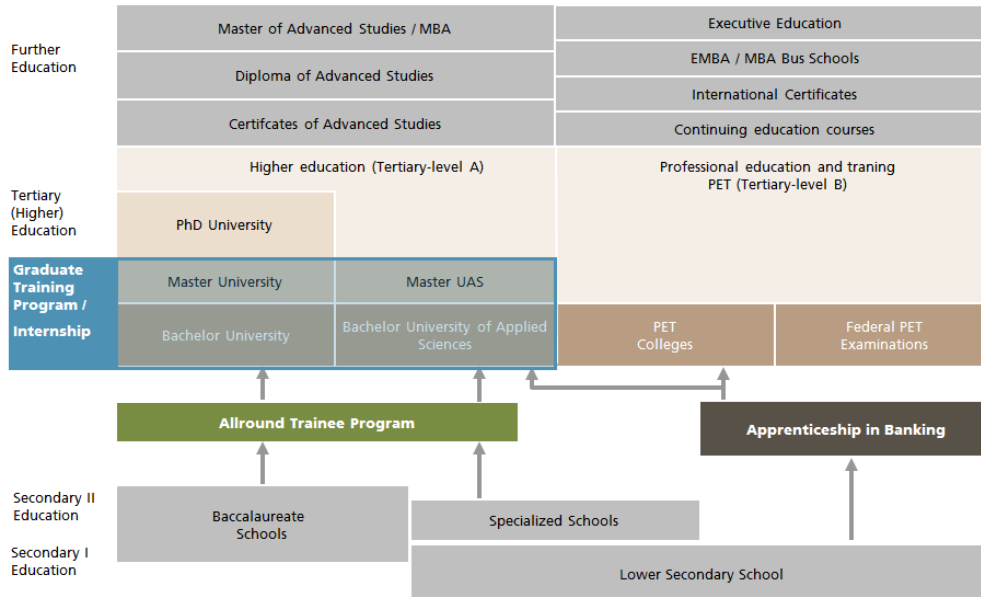 Further
Education
Master of Advanced Studies / MBA
Diploma of Advanced Studies
Certifcates of Advanced Studies
Executive Education
EMBA / MBA Bus Schools
International Certificates
Continuing education courses
Tertiary
(Higher)
Education
Higher education (Tertiary-level A)
Professional education and traning
PET (Tertiary-level B)
PhD University
Graduate
Training
Program /
Internship
Master University
Master UAS
Bachelor University
Bachelor University of Applied
Sciences
PET
Colleges
Federal PET
Examinations
Allround Trainee Program
Apprenticeship in Banking
Secondary II
Education
Baccalaureate
Schools
Specialized Schools
Secondary I
Education
Lower Secondary School